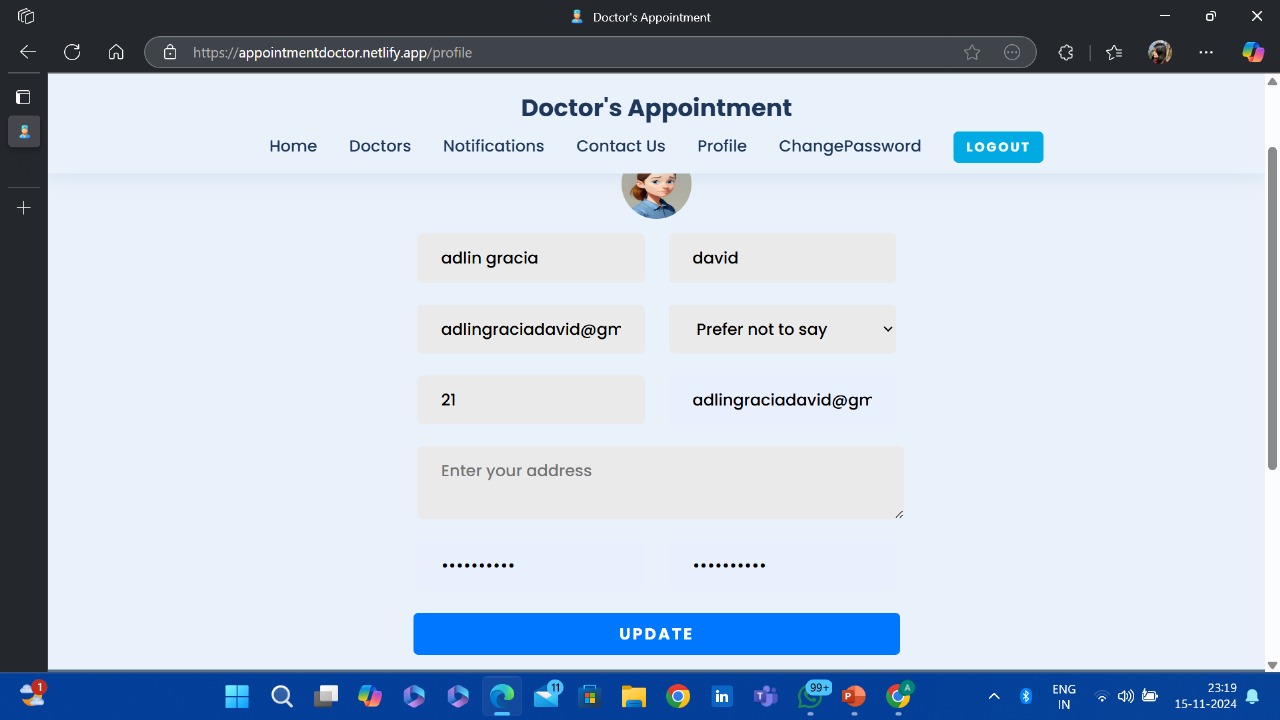 Doctor's Appointment
https://appointmentdoctor.netlify.app/profile
Doctor's Appointment
Home Doctors Notifications Contact Us Profile ChangePassword LOGOUT
adlin gracia david
adlingraciadavid@gm Prefer not to say
21 adlingraciadavid@gm
Enter your address
UPDATE
1 11 99+ A ENG 23:19
IN 15-11-2024